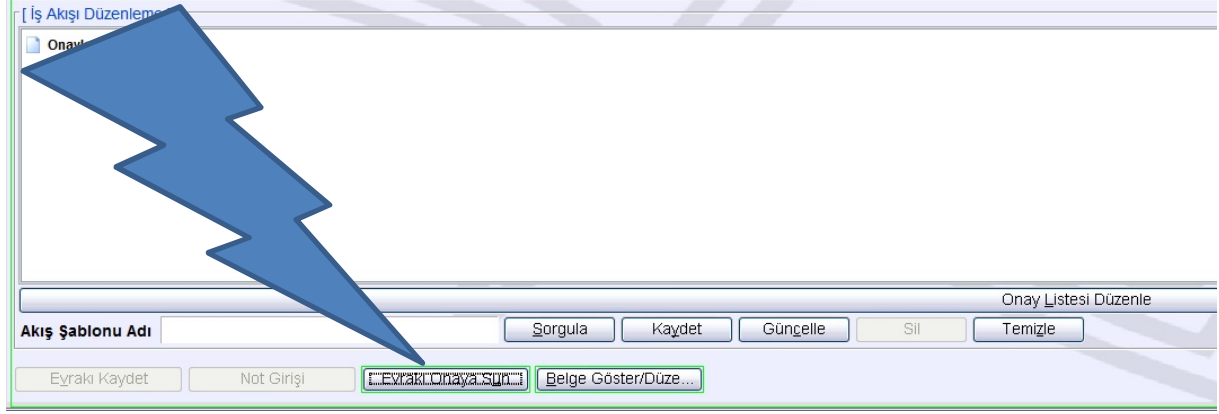 [ İş Akışı Düzenleme
Onay Listesi Düzenle
Akış Şablonu Adı Sorgula Kaydet Güncelle Sil Temizle
Evrakı Kaydet Not Girişi Evrakı Onaya Sun Belge Göster/Düze...